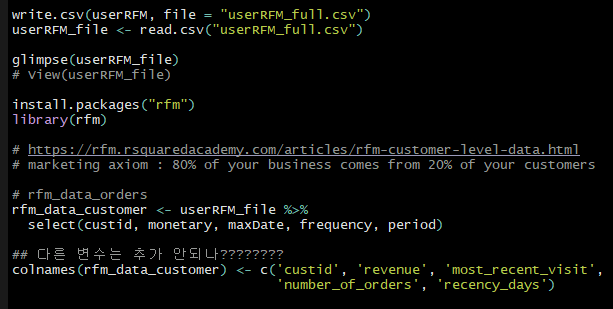 write.csv(userRFM, file = "userRFM_full.csv")
userRFM_file <- read.csv("userRFM_full.csv")
glimpse(userRFM_file)
# View(userRFM_file)
install.packages("rfm")
library(rfm)
# https://rfm.rsquaredacademy.com/articles/rfm-customer-level-data.html
# marketing axiom : 80% of your business comes from 20% of your customers
# rfm_data_orders
rfm_data_customer <- userRFM_file %>%
select(custid, monetary, maxDate, frequency, period)
## 다른 변수는 추가 안되나????????
colnames(rfm_data_customer) <- c('custid', 'revenue', 'most_recent_visit',
'number_of_orders', 'recency_days')